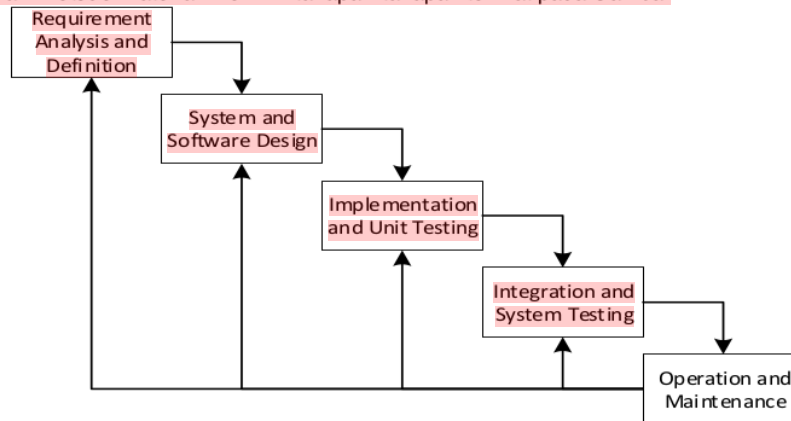 Requirement
Analysis and
Definition
System and
Software Design
Implementation
and Unit Testing
Integration and
System Testing
Operation and
Maintenance